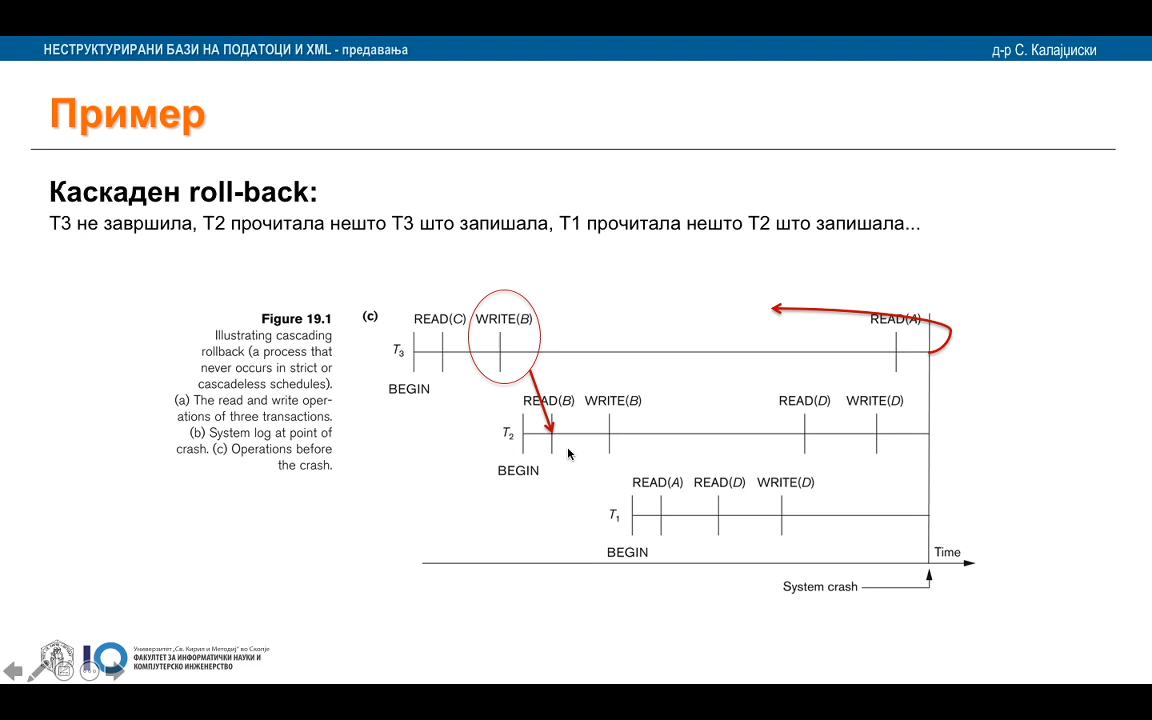 НЕСТРУКТУРИРАНИ БАЗИ НА ПОДАТОЦИ И XML - предавања
д-р С. Калајџиски
Пример
Каскаден roll-back:
Т3 не завршила, Т2 прочитала нешто Т3 што запишала, Т1 прочитала нешто Т2 што запишала...
Figure 19.1
Illustrating cascading
rollback (a process that
never occurs in strict or
cascadeless schedules).
(a) The read and write oper-
ations of three transactions.
(b) System log at point of
crash. (c) Operations before
the crash.
(c)
READ(C) WRITE(B) READ(A)
T3
BEGIN
READ(B) WRITE(B) READ(D) WRITE(D)
T2
BEGIN
READ(A) READ(D) WRITE(D)
T1
BEGIN
Time
System crash
Универзитет „Св. Кирил и Методиј" во Скопје
ФАКУЛТЕТ ЗА ИНФОРМАТИЧКИ НАУКИ И
КОМПЈУТЕРСКО ИНЖЕНЕРСТВО